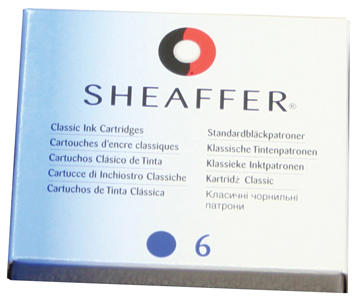 SHEAFFER®
Classic Ink Cartridges
Cartouches d'encre classiques
Cartuchos Clásico de Tinta
Cartucce di Inchiostro Classiche
Cartuchos de Tinta Clássica
Standardbläckpatroner
Klassische Tintenpatronen
Klassieke Inktpatronen
Kartridż Classic
Класичні чорнильні
патрони
6